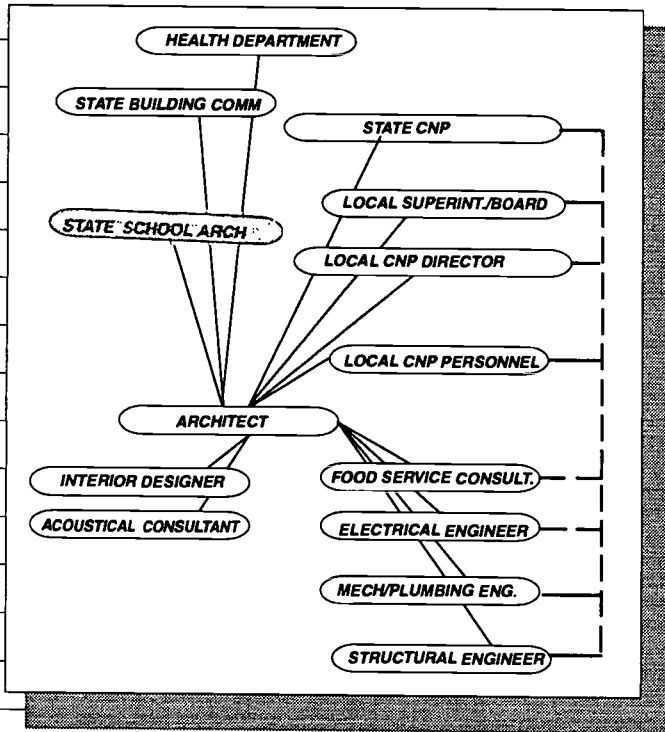 HEALTH DEPARTMENT
STATE BUILDING COMM
STATE CNP
LOCAL SUPERINT./BOARD
STATE SCHOOL ARCH
LOCAL CNP DIRECTOR
LOCAL CNP PERSONNEL
ARCHITECT
INTERIOR DESIGNER
FOOD SERVICE CONSULT.
ACOUSTICAL CONSULTANT
ELECTRICAL ENGINEER
MECH/PLUMBING ENG.
STRUCTURAL ENGINEER